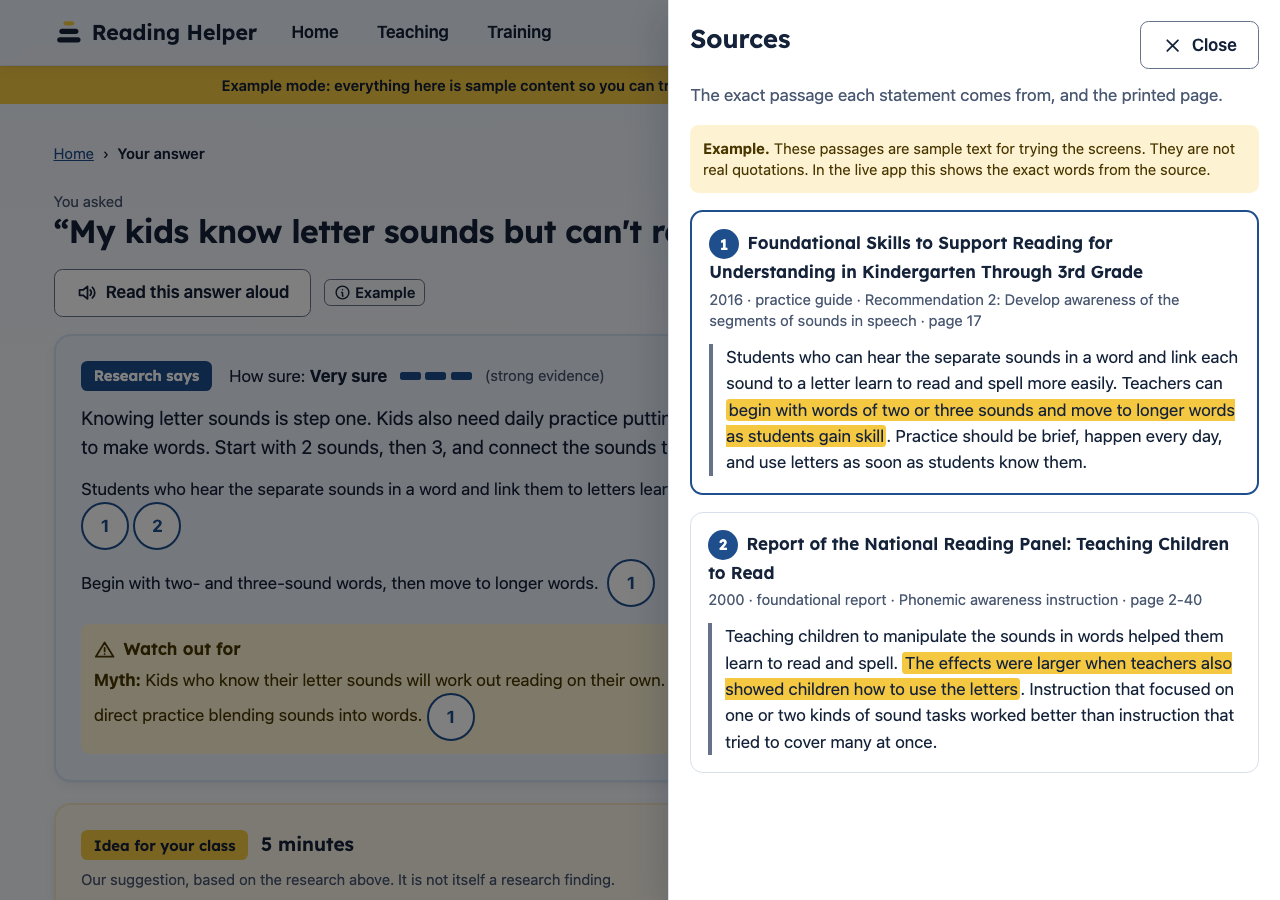 Reading Helper
Home
Teaching
Training
Example mode: everything here is sample content so you can
Home › Your answer
You asked
“My kids know letter sounds but can't
Read this answer aloud
Example
Research says
How sure: Very sure
(strong evidence)
Knowing letter sounds is step one. Kids also need daily practice
to make words. Start with 2 sounds, then 3, and connect the sounds
Students who hear the separate sounds in a word and link them to letters
1
2
Begin with two- and three-sound words, then move to longer words. 1
Watch out for
Myth: Kids who know their letter sounds will work out reading on their own.
direct practice blending sounds into words. 1
Idea for your class
5 minutes
Our suggestion, based on the research above. It is not itself a research finding.
Sources
Close
The exact passage each statement comes from, and the printed page.
Example. These passages are sample text for trying the screens. They are not
real quotations. In the live app this shows the exact words from the source.
1 Foundational Skills to Support Reading for
Understanding in Kindergarten Through 3rd Grade
2016 · practice guide · Recommendation 2: Develop awareness of the
segments of sounds in speech · page 17
Students who can hear the separate sounds in a word and link each
sound to a letter learn to read and spell more easily. Teachers can
begin with words of two or three sounds and move to longer words
as students gain skill. Practice should be brief, happen every day,
and use letters as soon as students know them.
2 Report of the National Reading Panel: Teaching Children
to Read
2000 · foundational report · Phonemic awareness instruction · page 2-40
Teaching children to manipulate the sounds in words helped them
learn to read and spell. The effects were larger when teachers also
showed children how to use the letters. Instruction that focused on
one or two kinds of sound tasks worked better than instruction that
tried to cover many at once.